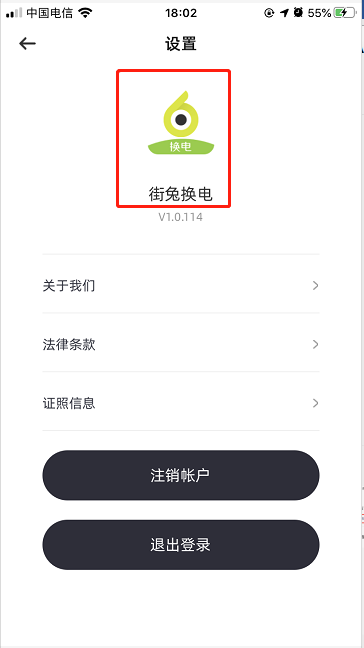 中国电信
18:02
55%
设置
换电
街兔换电
V1.0.114
关于我们
法律条款
证照信息
注销帐户
退出登录